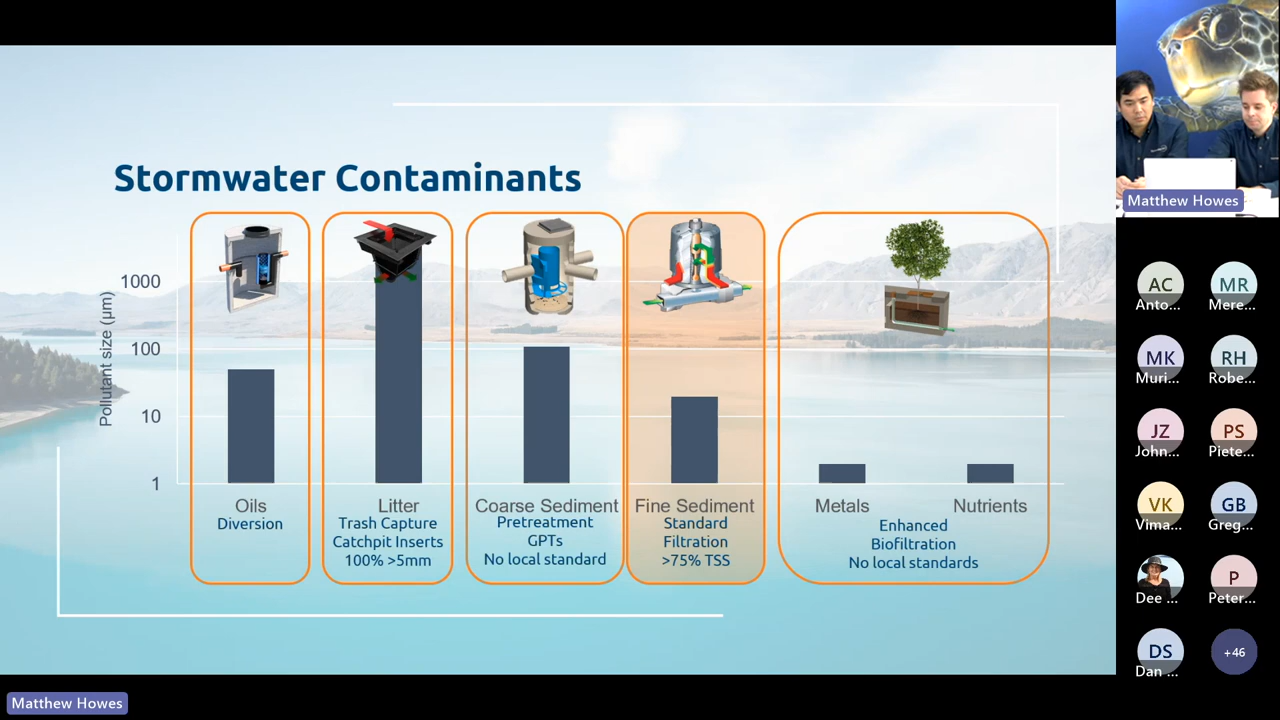 Stormwater Contaminants
Pollutant size (μm)
1000
100
10
1
Oils
Diversion
Litter
Trash Capture
Catchpit Inserts
100% >5mm
Coarse Sediment
Pretreatment
GPTs
No local standard
Fine Sediment
Standard
Filtration
>75% TSS
Metals
Nutrients
Enhanced
Biofiltration
No local standards
Matthew Howes
AC
Anto...
MR
Mere...
MK
Muri...
RH
Robe...
JZ
John...
PS
Piete...
VK
Vima...
GB
Greg...
Dee ...
P
Peter...
DS
Dan ...
+46
Matthew Howes